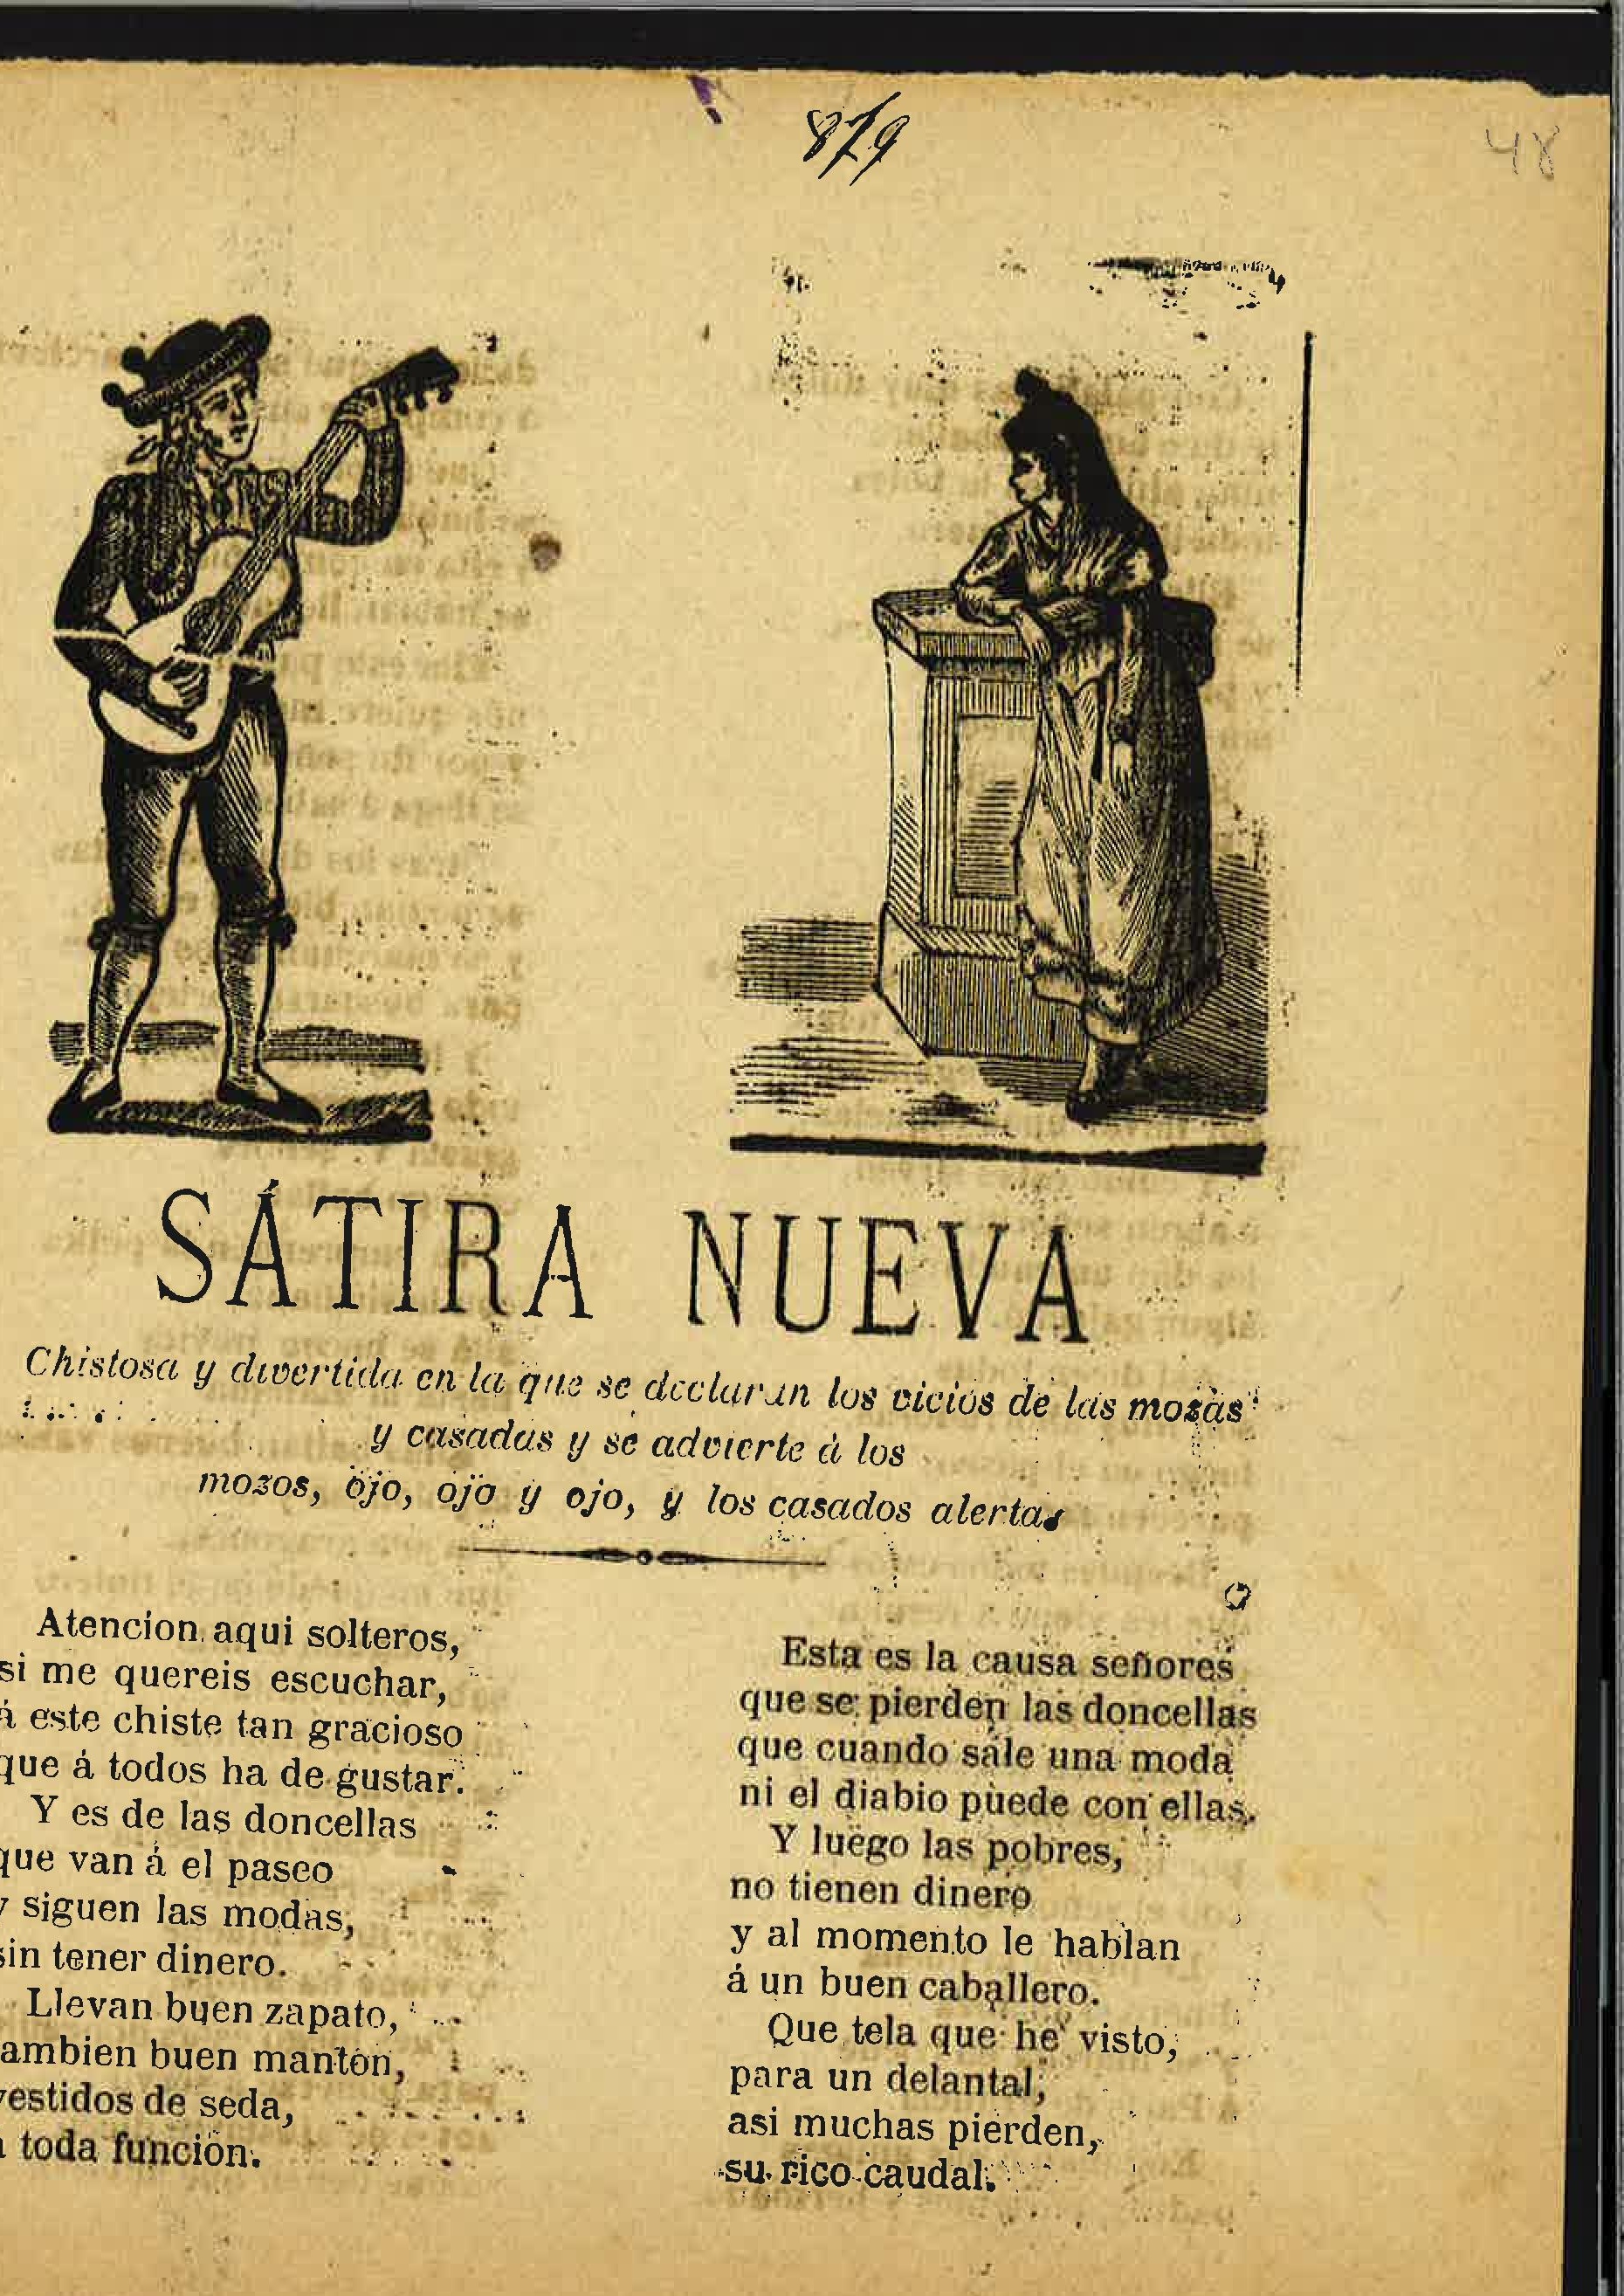 879
48
SÁTIRA NUEVA
Chistosa y divertida en la que se declaran los vicios de las mozas
y casadas y se advierte á los
mozos, ojo, ojo y ojo, y los casados alerta.
Atencion aqui solteros,
si me quereis escuchar,
á este chiste tan gracioso
que á todos ha de gustar.
Y es de las doncellas
que van á el paseo
y siguen las modas,
sin tener dinero.
Llevan buen zapato,
ambien buen manton,
vestidos de seda,
toda función.
Esta es la causa señores
que se pierden las doncellas
que cuando sale una moda
ni el diabio puede con ellas.
Y luego las pobres,
no tienen dinero
y al momento le hablan
á un buen caballero.
Que tela que he visto,
para un delantal,
asi muchas pierden,
su rico caudal.